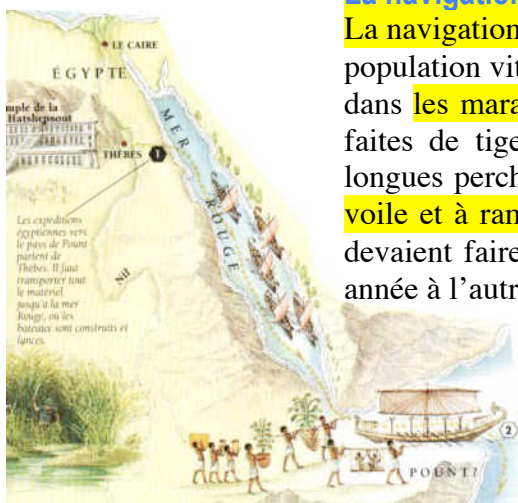 La navigation
La navigation
population vit
dans les mara
faites de tige
longues perch
voile et à ran
devaient faire
année à l'autr
LE CAIRE
ÉGYPTE
mple de la
Hatshepsout
THÈBES
1
MER
ROUGE
Les expéditions
égyptiennes vers
le pays de Pount
partent de
Thèbes. Il faut
transporter tout
le matériel
jusqu'à la mer
Rouge, où les
bateaux sont construits et
lancés.
Nil
2
POUNT?